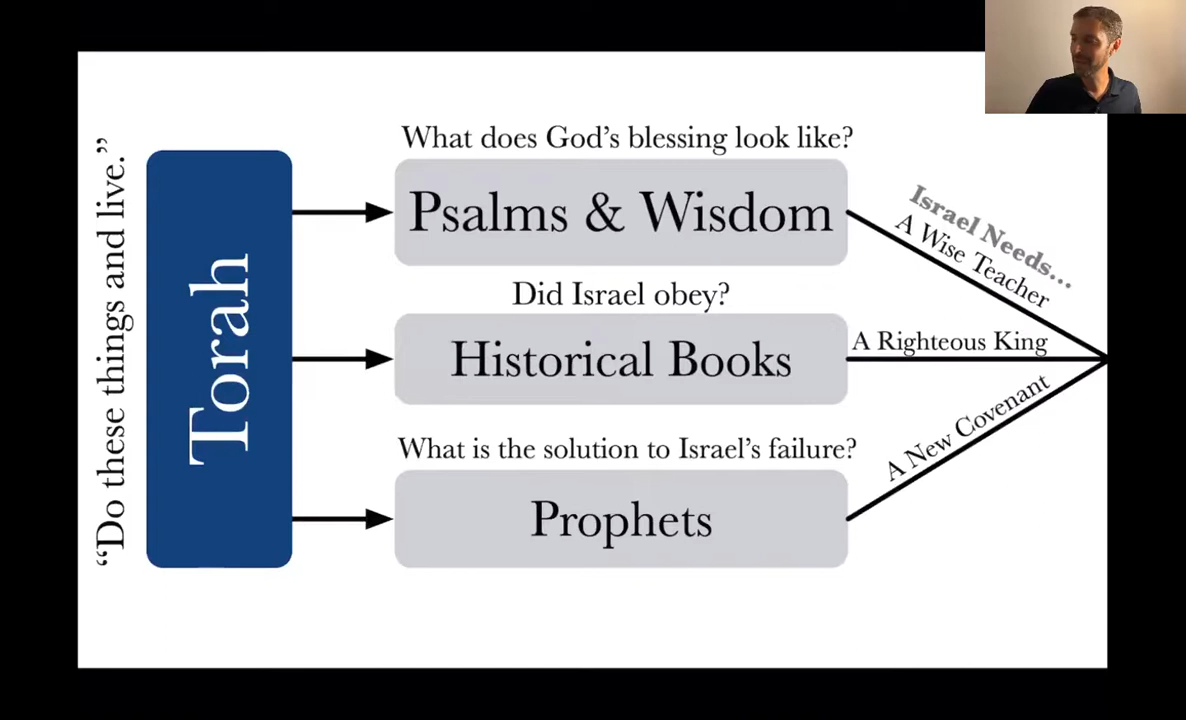 “Do these things and live.”
Torah
What does God’s blessing look like?
Psalms & Wisdom
Did Israel obey?
Historical Books
What is the solution to Israel’s failure?
Prophets
Israel Needs...
A Wise Teacher
A Righteous King
A New Covenant